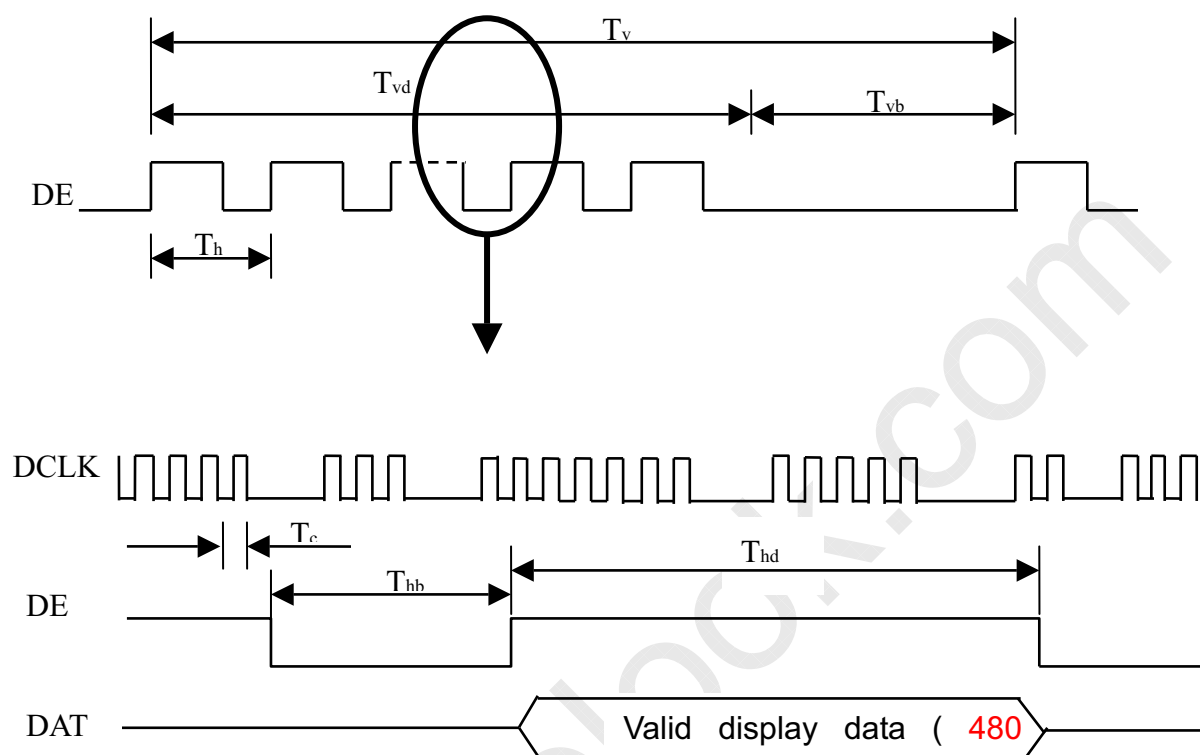 Tv
Tvd
Tvb
DE
Th
DCLK
Tc
Thd
Thb
DE
DAT
Valid display data ( 480